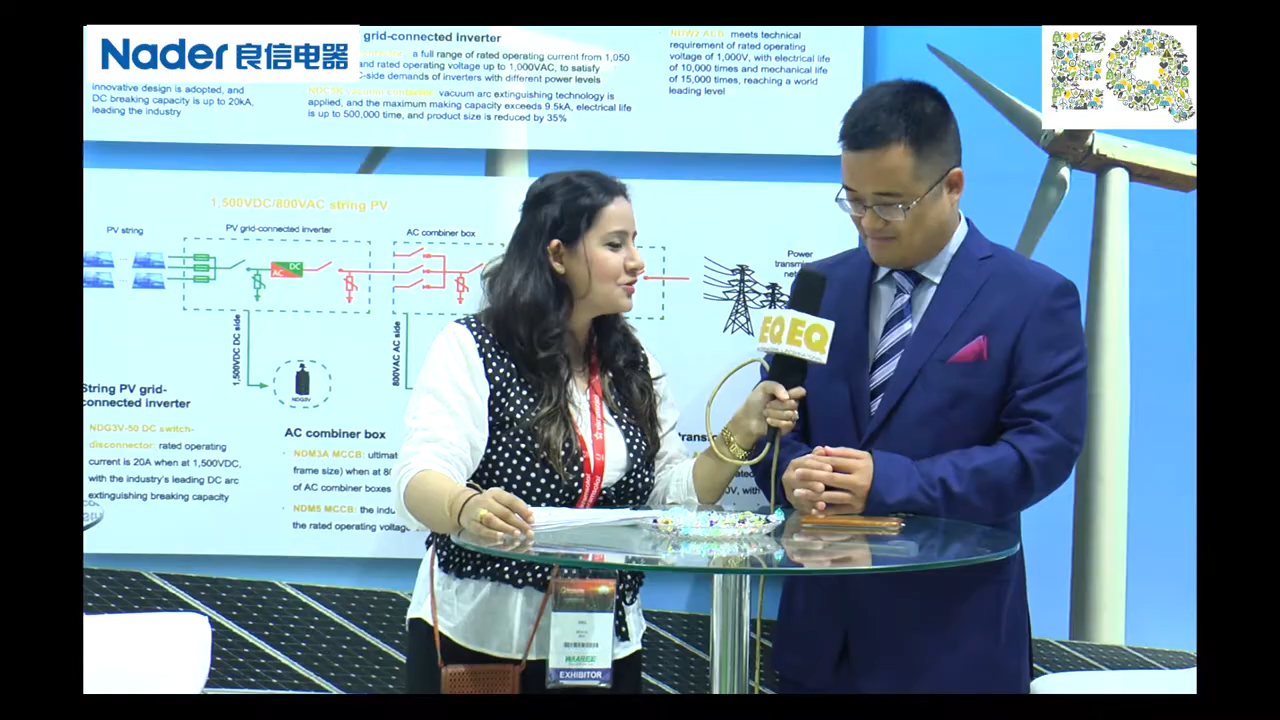 Nader 良信电器
grid-connected inverter
a full range of rated operating current from 1,050
and rated operating voltage up to 1,000VAC, to satisfy
-side demands of inverters with different power levels
vacuum arc extinguishing technology is
applied, and the maximum making capacity exceeds 9.5kA, electrical life
is up to 500,000 time, and product size is reduced by 35%
innovative design is adopted, and
DC breaking capacity is up to 20kA,
leading the industry
NDW3 ACB: meets technical
requirement of rated operating
voltage of 1,000V, with electrical life
of 10,000 times and mechanical life
of 15,000 times, reaching a world
leading level
EQ
1,500VDC/800VAC string PV
PV string
PV grid-connected inverter
AC combiner box
DC
AC
Power
1,500VDC DC side
800VAC AC side
NDG3V
String PV grid-
connected inverter
NDG3V-50 DC switch-
disconnector: rated operating
current is 20A when at 1,500VDC,
with the industry's leading DC arc
extinguishing breaking capacity
AC combiner box
· NDM3A MCCB:
frame size) when at
of AC combiner boxes
· NDM5 MCCB: the
the rated operating voltage
EQ EQ
WAAREE
EXHIBITOR